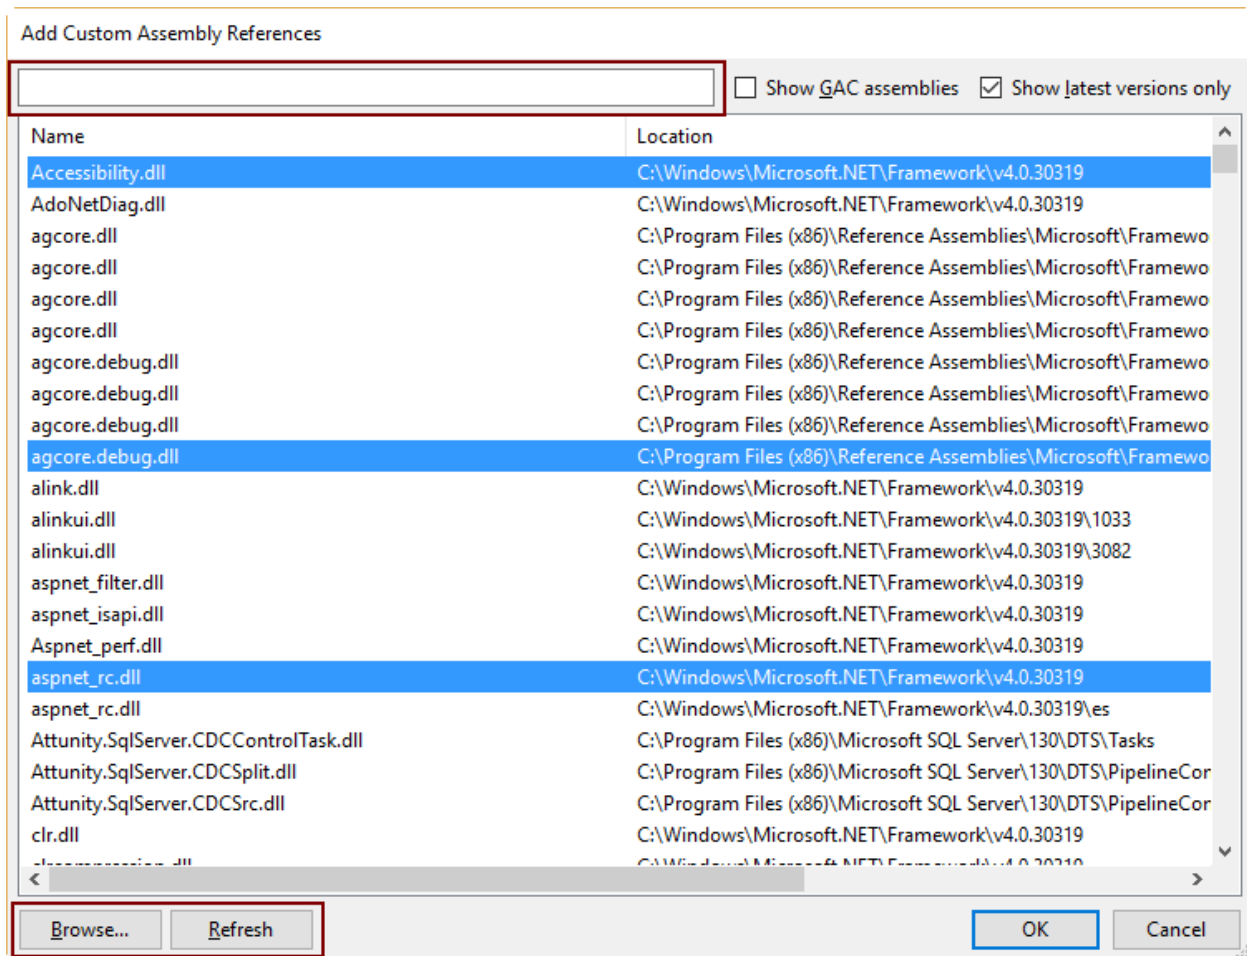 Add Custom Assembly References
Show GAC assemblies Show latest versions only
Name Location
Accessibility.dll C:\Windows\Microsoft.NET\Framework\v4.0.30319
AdoNetDiag.dll C:\Windows\Microsoft.NET\Framework\v4.0.30319
agcore.dll C:\Program Files (x86)\Reference Assemblies\Microsoft\Framewo
agcore.dll C:\Program Files (x86)\Reference Assemblies\Microsoft\Framewo
agcore.dll C:\Program Files (x86)\Reference Assemblies\Microsoft\Framewo
agcore.dll C:\Program Files (x86)\Reference Assemblies\Microsoft\Framewo
agcore.debug.dll C:\Program Files (x86)\Reference Assemblies\Microsoft\Framewo
agcore.debug.dll C:\Program Files (x86)\Reference Assemblies\Microsoft\Framewo
agcore.debug.dll C:\Program Files (x86)\Reference Assemblies\Microsoft\Framewo
agcore.debug.dll C:\Program Files (x86)\Reference Assemblies\Microsoft\Framewo
alink.dll C:\Windows\Microsoft.NET\Framework\v4.0.30319
alinkui.dll C:\Windows\Microsoft.NET\Framework\v4.0.30319\1033
alinkui.dll C:\Windows\Microsoft.NET\Framework\v4.0.30319\3082
aspnet_filter.dll C:\Windows\Microsoft.NET\Framework\v4.0.30319
aspnet_isapi.dll C:\Windows\Microsoft.NET\Framework\v4.0.30319
Aspnet_perf.dll C:\Windows\Microsoft.NET\Framework\v4.0.30319
aspnet_rc.dll C:\Windows\Microsoft.NET\Framework\v4.0.30319
aspnet_rc.dll C:\Windows\Microsoft.NET\Framework\v4.0.30319\es
Attunity.SqlServer.CDCControlTask.dll C:\Program Files (x86)\Microsoft SQL Server\130\DTS\Tasks
Attunity.SqlServer.CDCSplit.dll C:\Program Files (x86)\Microsoft SQL Server\130\DTS\PipelineCor
Attunity.SqlServer.CDCSrc.dll C:\Program Files (x86)\Microsoft SQL Server\130\DTS\PipelineCor
clr.dll C:\Windows\Microsoft.NET\Framework\v4.0.30319
Browse... Refresh OK Cancel